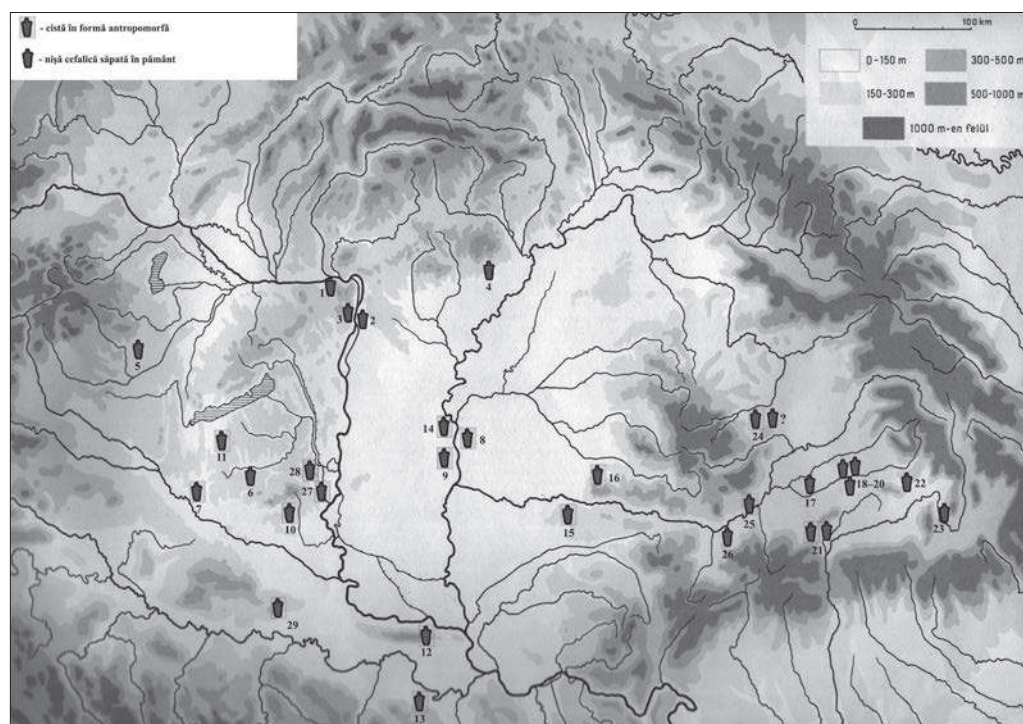 - cistă în formă antropomorfă
- nişă cefalică săpată în pământ
0 100 km
0-150 m 300-500 m
150-300 m 500-1000 m
1000 m-en felül
4
1
3 2
5
14 8
24 ?
11
9
28 16 18-20 22
6 17
7 27
10 15 25 23
26 21
29
12
13